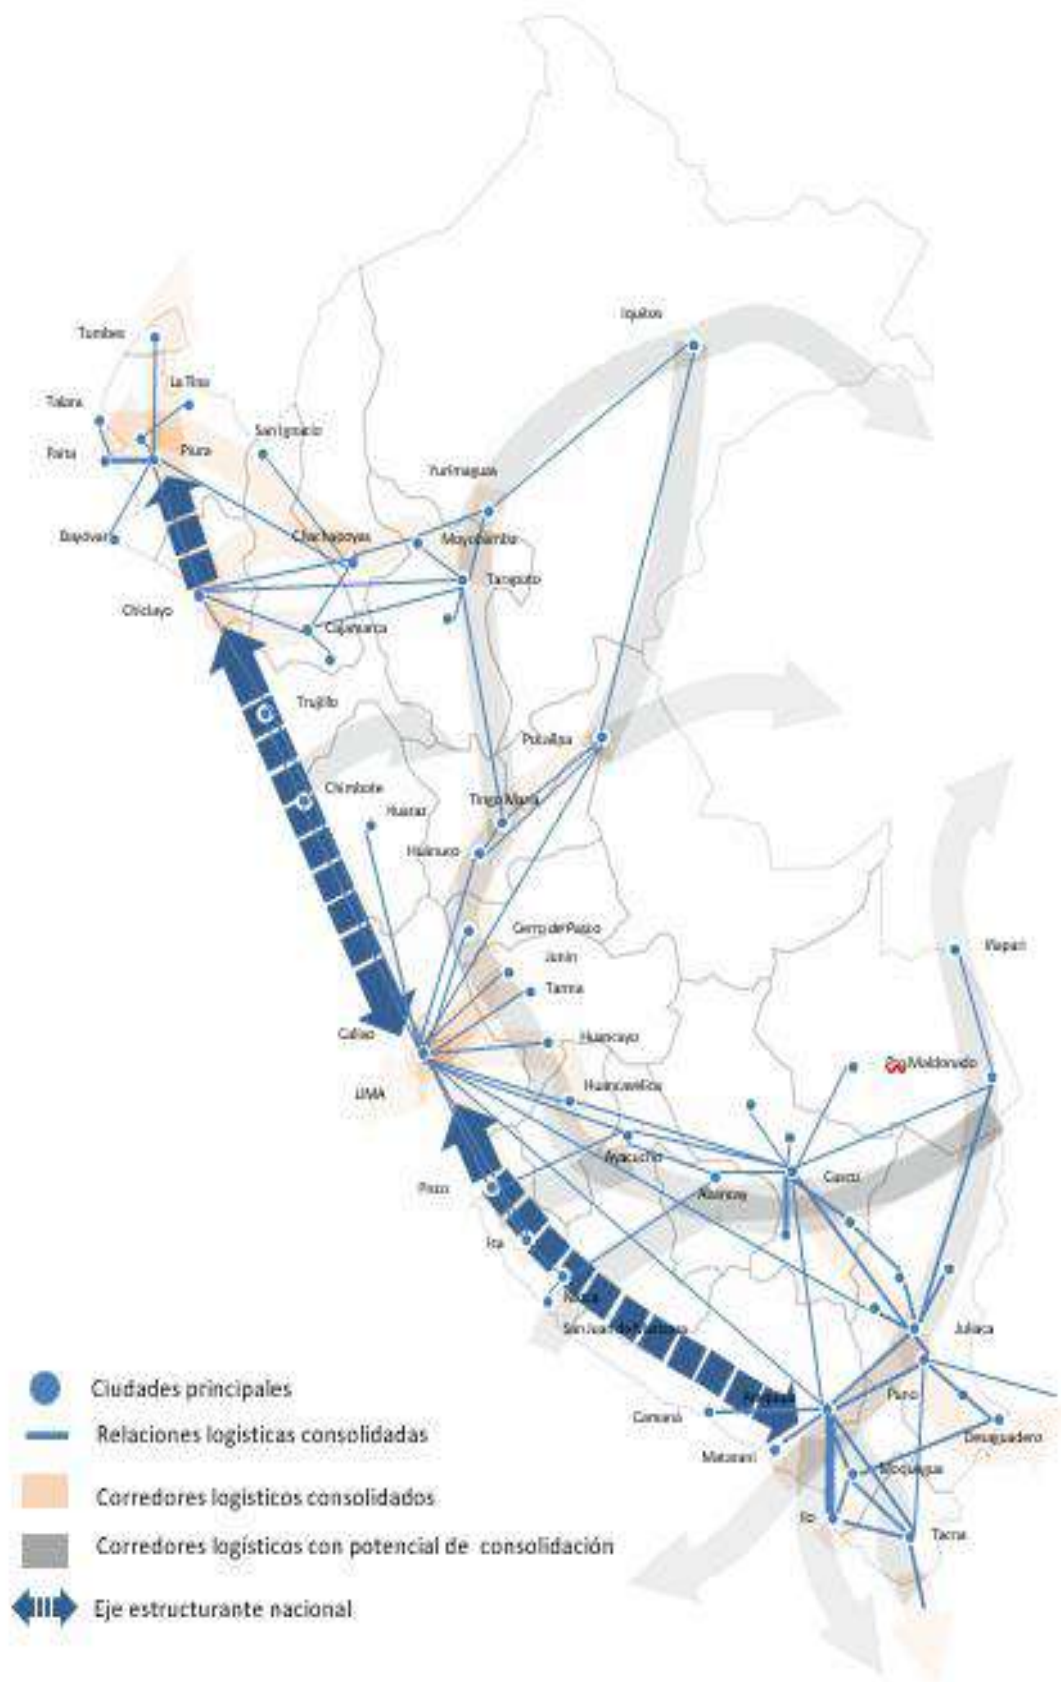 Iquitos
Tumbes
La Tina
Talara
San Ignacio
Paita
Piura
Yurimaguas
Bayóvar
Chachapoyas
Moyobamba
Tarapoto
Chiclayo
Cajamarca
Trujillo
Pucallpa
Chimbote
Tingo María
Huaraz
Huánuco
Cerro de Pasco
Iñapari
Junín
Tarma
Callao
Huancayo
Maldonado
Huancavelica
LIMA
Ayacucho
Cusco
Pisco
Abancay
Ica
Nazca
San Juan de Marcona
Juliaca
Ciudades principales
Puno
Camaná
Relaciones logísticas consolidadas
Desaguadero
Matarani
Moquegua
Corredores logísticos consolidados
Ilo
Tacna
Corredores logísticos con potencial de consolidación
Eje estructurante nacional